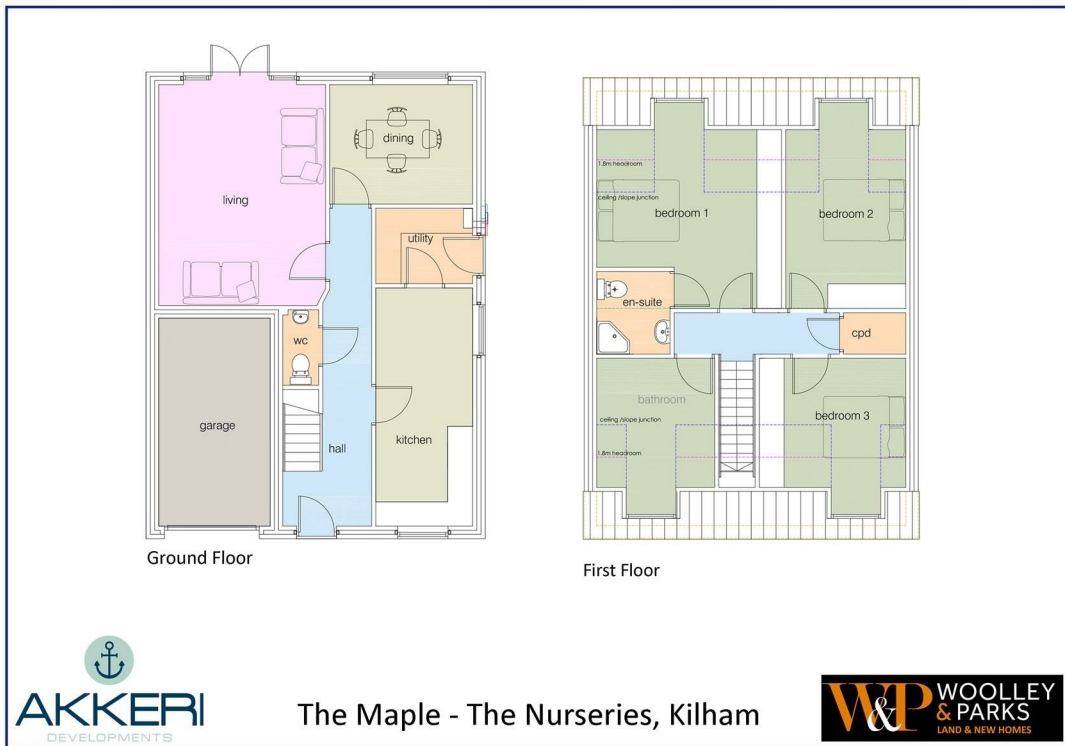 living
dining
utility
wc
garage
hall
kitchen
Ground Floor
1.8m headroom
ceiling /slope junction
bedroom 1
bedroom 2
en-suite
cpd
bathroom
ceiling /slope junction
bedroom 3
1.8m headroom
First Floor
AKKERI
DEVELOPMENTS
The Maple - The Nurseries, Kilham
W&P
WOOLLEY
& PARKS
LAND & NEW HOMES